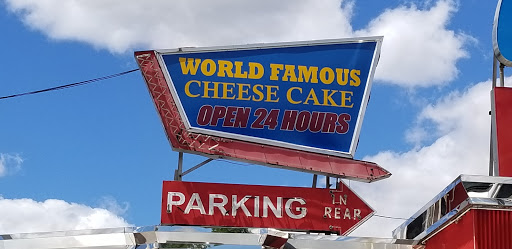 WORLD FAMOUS
CHEESE CAKE
OPEN 24 HOURS
PARKING IN
REAR